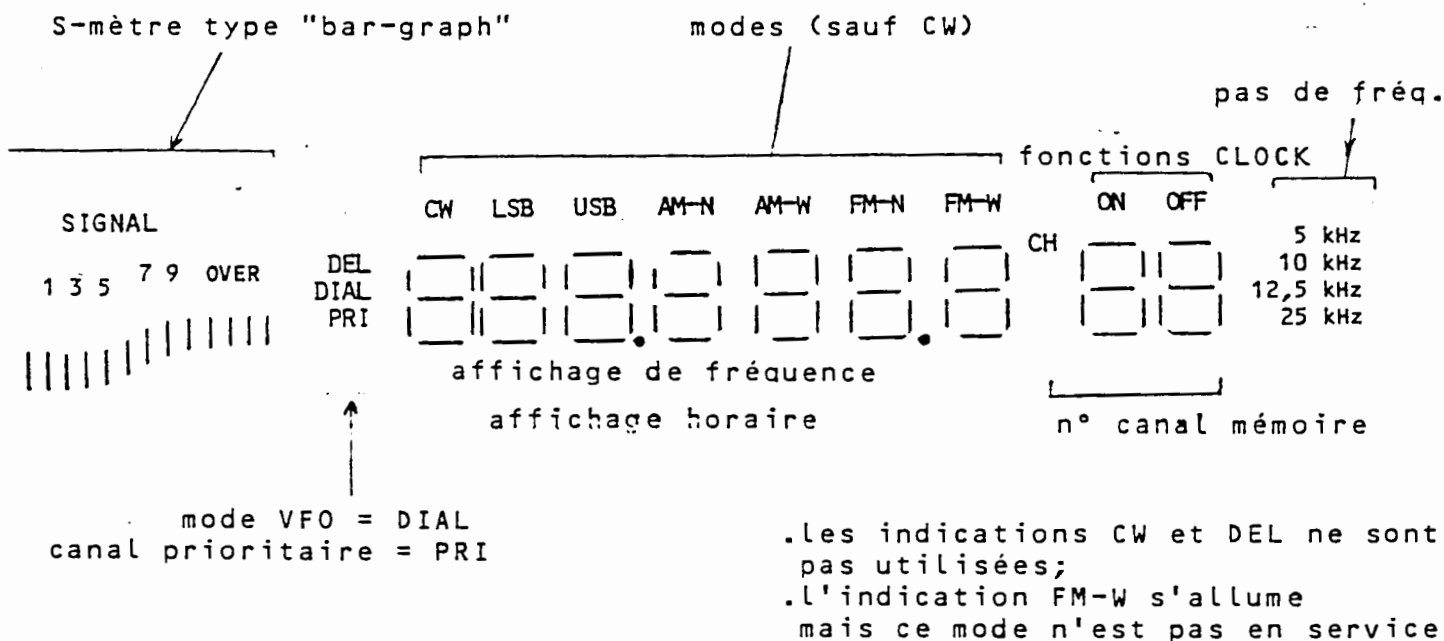 S-mètre type "bar-graph"
modes (sauf CW)
pas de fréq.
fonctions CLOCK
CW LSB USB AM-N AM-W FM-N FM-W ON OFF
SIGNAL
1 3 5 7 9 OVER
DEL
DIAL
PRI
CH
5 kHz
10 kHz
12,5 kHz
25 kHz
affichage de fréquence
affichage horaire
n° canal mémoire
mode VFO = DIAL
canal prioritaire = PRI
.les indications CW et DEL ne sont
pas utilisées;
.l'indication FM-W s'allume
mais ce mode n'est pas en service